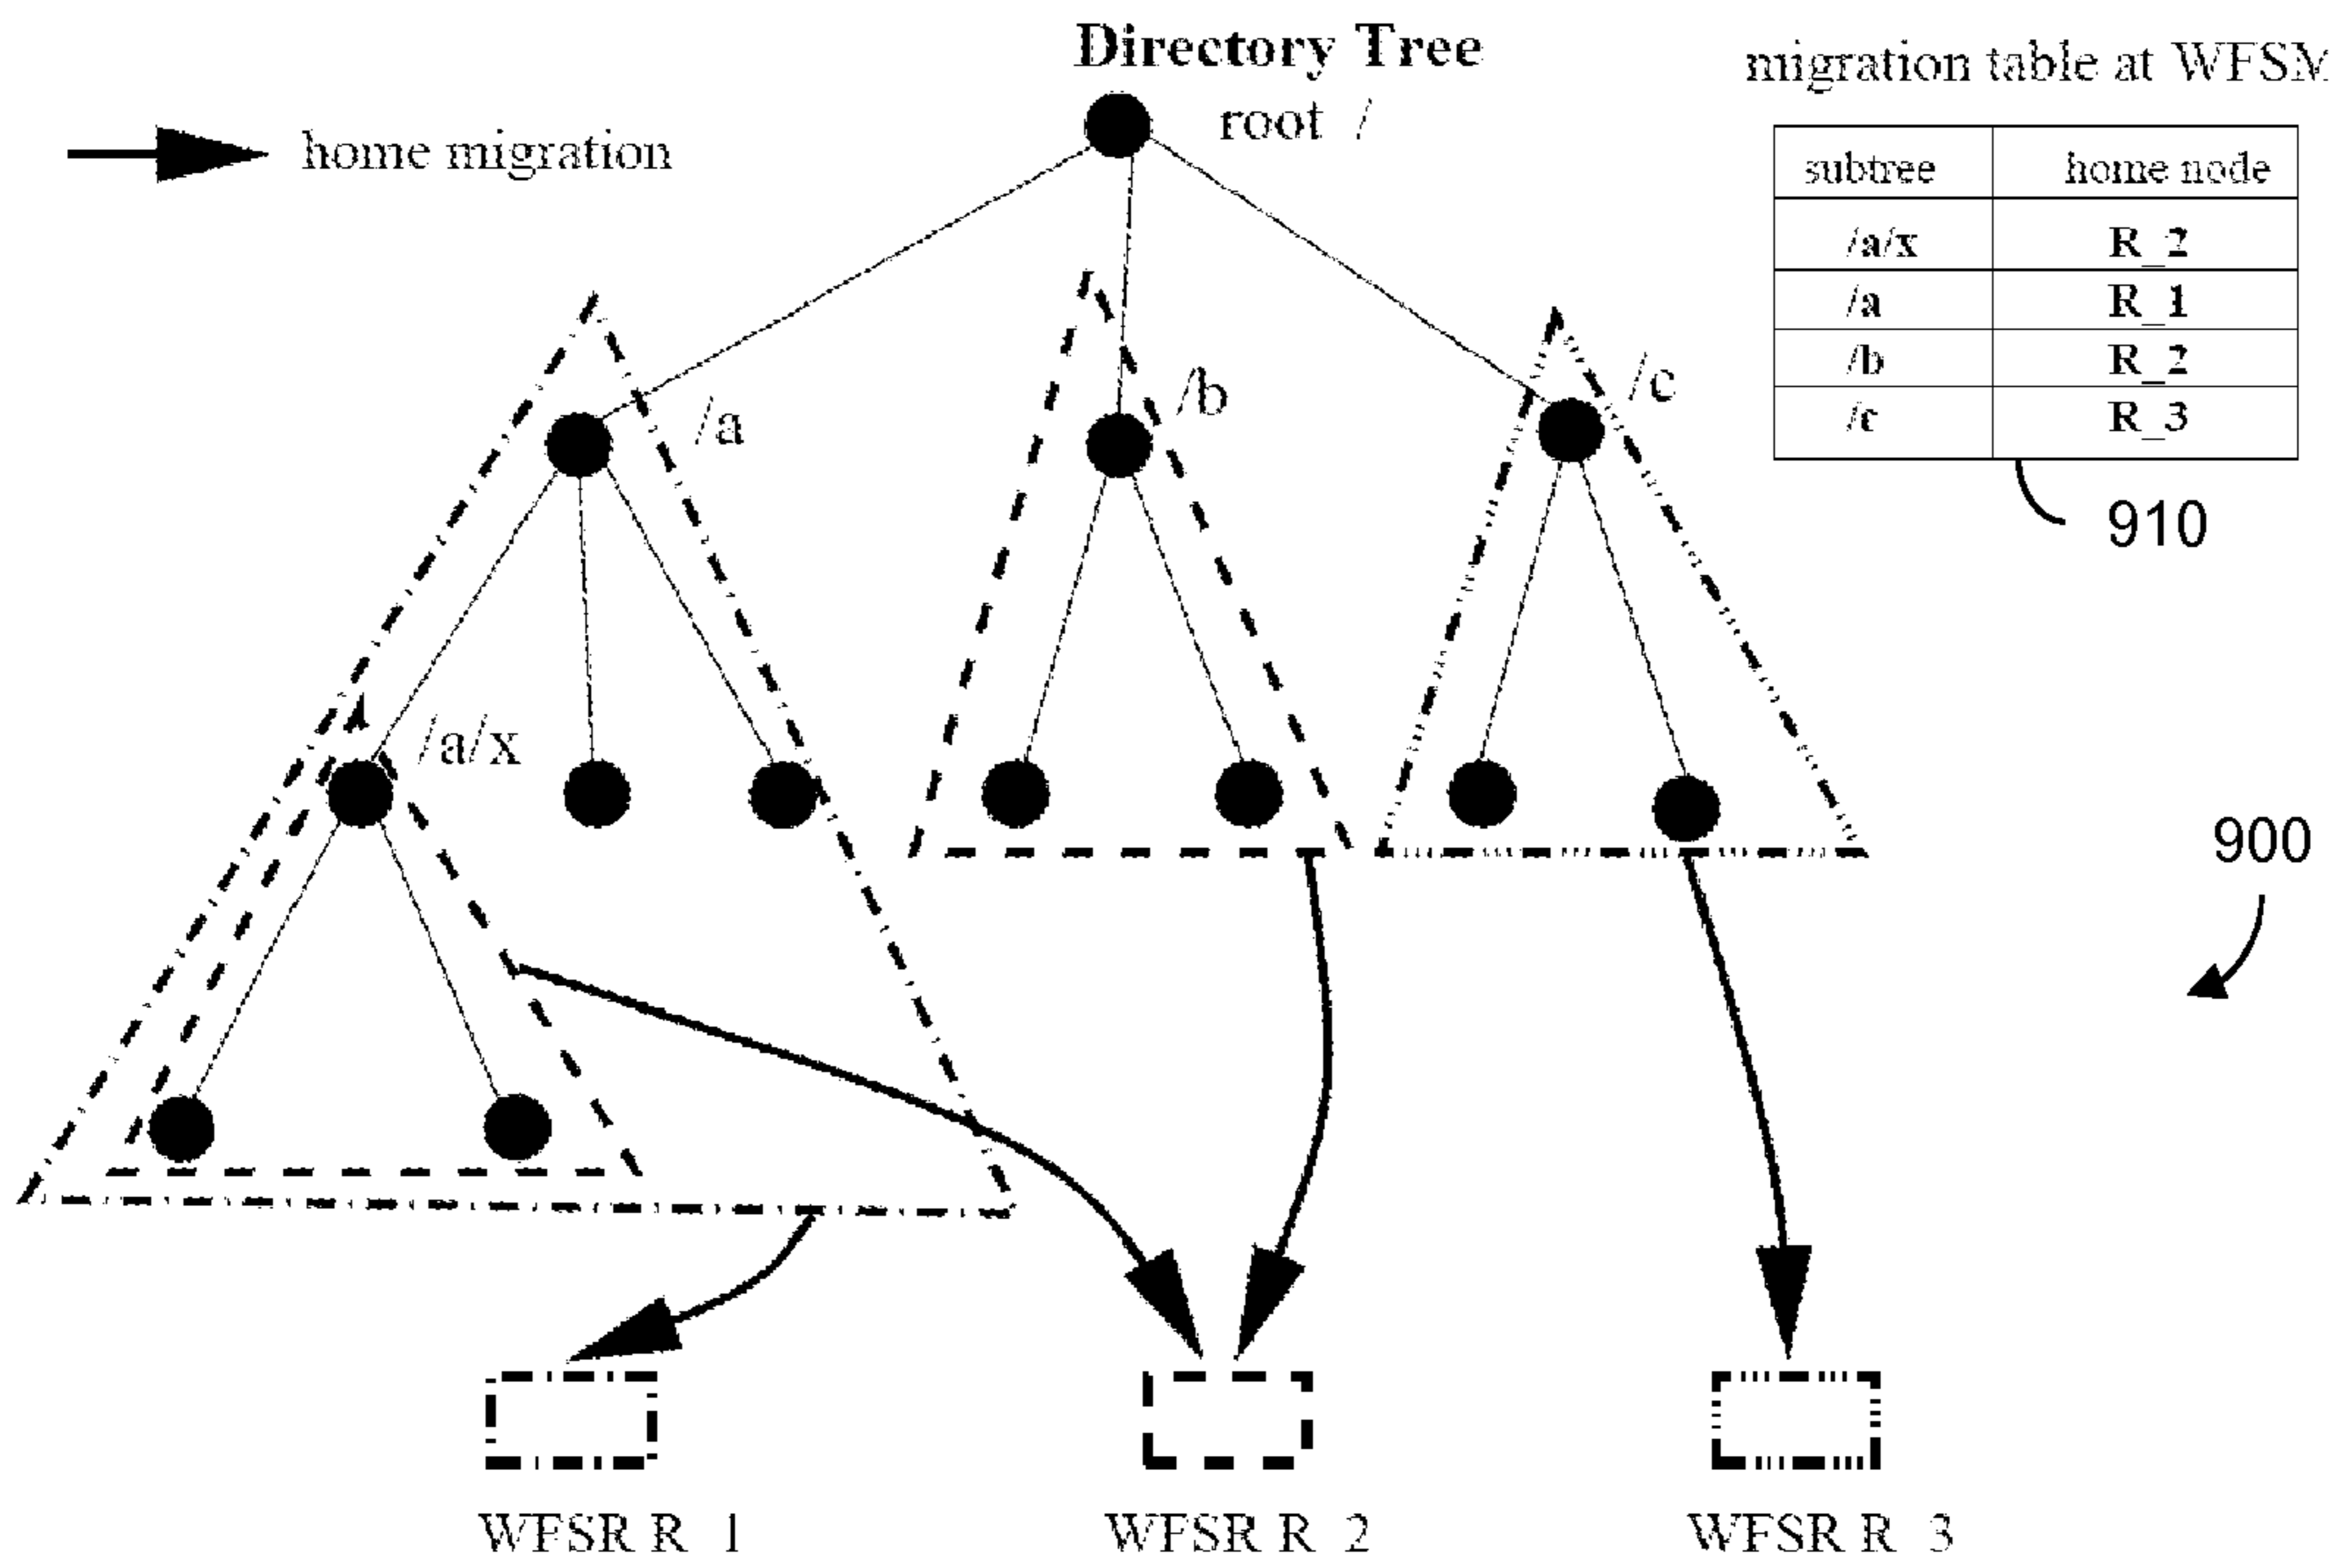 Directory Tree
migration table at WFSM
root /
home migration
subtree home node
/a/x R_2
/a R_1
/b R_2
/c R_3
/a
/b
/c
910
/a/x
900
WFSR R_1
WFSR R_2
WFSR R_3